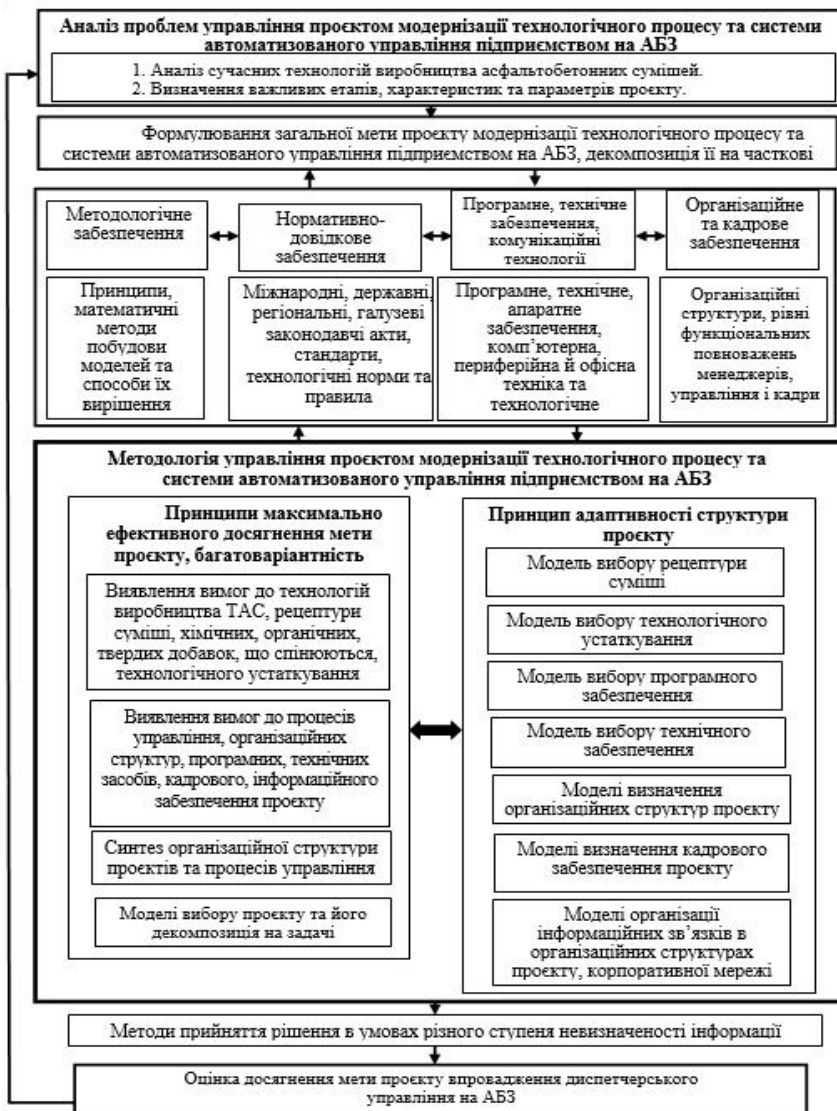 Аналіз проблем управління проєктом модернізації технологічного процесу та системи
автоматизованого управління підприємством на АБЗ
1. Аналіз сучасних технологій виробництва асфальтобетонних сумішей.
2. Визначення важливих етапів, характеристик та параметрів проєкту.
Формулювання загальної мети проєкту модернізації технологічного процесу та
системи автоматизованого управління підприємством на АБЗ, декомпозиція її на часткові
Методологічне
забезпечення
Нормативно-
довідкове
забезпечення
Програмне, технічне
забезпечення,
комунікаційні
технології
Організаційне
та кадрове
забезпечення
Принципи,
математичні
методи
побудови
моделей та
способи їх
вирішення
Міжнародні, державні,
регіональні, галузеві
законодавчі акти,
стандарти,
технологічні норми та
правила
Програмне, технічне,
апаратне
забезпечення,
комп’ютерна,
периферійна й офісна
техніка та
технологічне
Організаційні
структури, рівні
функціональних
повноважень
менеджерів,
управління і кадри
Методологія управління проєктом модернізації технологічного процесу та
системи автоматизованого управління підприємством на АБЗ
Принципи максимально
ефективного досягнення мети
проєкту, багатоваріантність
Виявлення вимог до технологій
виробництва ТАС, рецептури
суміші, хімічних, органічних,
твердих добавок, що спінюються,
технологічного устаткування
Виявлення вимог до процесів
управління, організаційних
структур, програмних, технічних
засобів, кадрового, інформаційного
забезпечення проєкту
Синтез організаційної структури
проєктів та процесів управління
Моделі вибору проєкту та його
декомпозиція на задачі
Принцип адаптивності структури
проєкту
Модель вибору рецептури
суміші
Модель вибору технологічного
устаткування
Модель вибору програмного
забезпечення
Модель вибору технічного
забезпечення
Моделі визначення
організаційних структур проєкту
Моделі визначення кадрового
забезпечення проєкту
Моделі організації
інформаційних зв’язків в
організаційних структурах
проєкту, корпоративної мережі
Методи прийняття рішення в умовах різного ступеня невизначеності інформації
Оцінка досягнення мети проєкту впровадження диспетчерського
управління на АБЗ